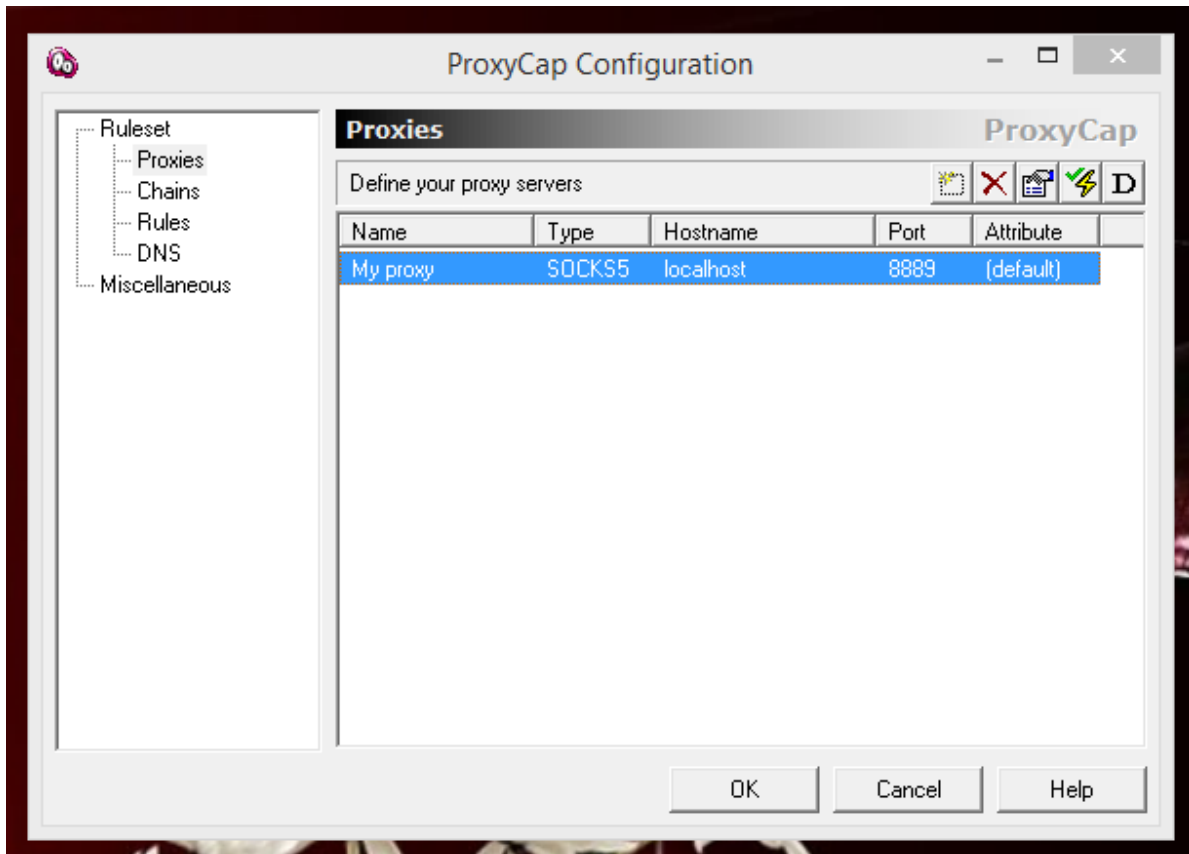 ProxyCap Configuration
Ruleset
Proxies
Chains
Rules
DNS
Miscellaneous
Proxies ProxyCap
Define your proxy servers D
Name Type Hostname Port Attribute
My proxy SOCKS5 localhost 8889 (default)
OK Cancel Help